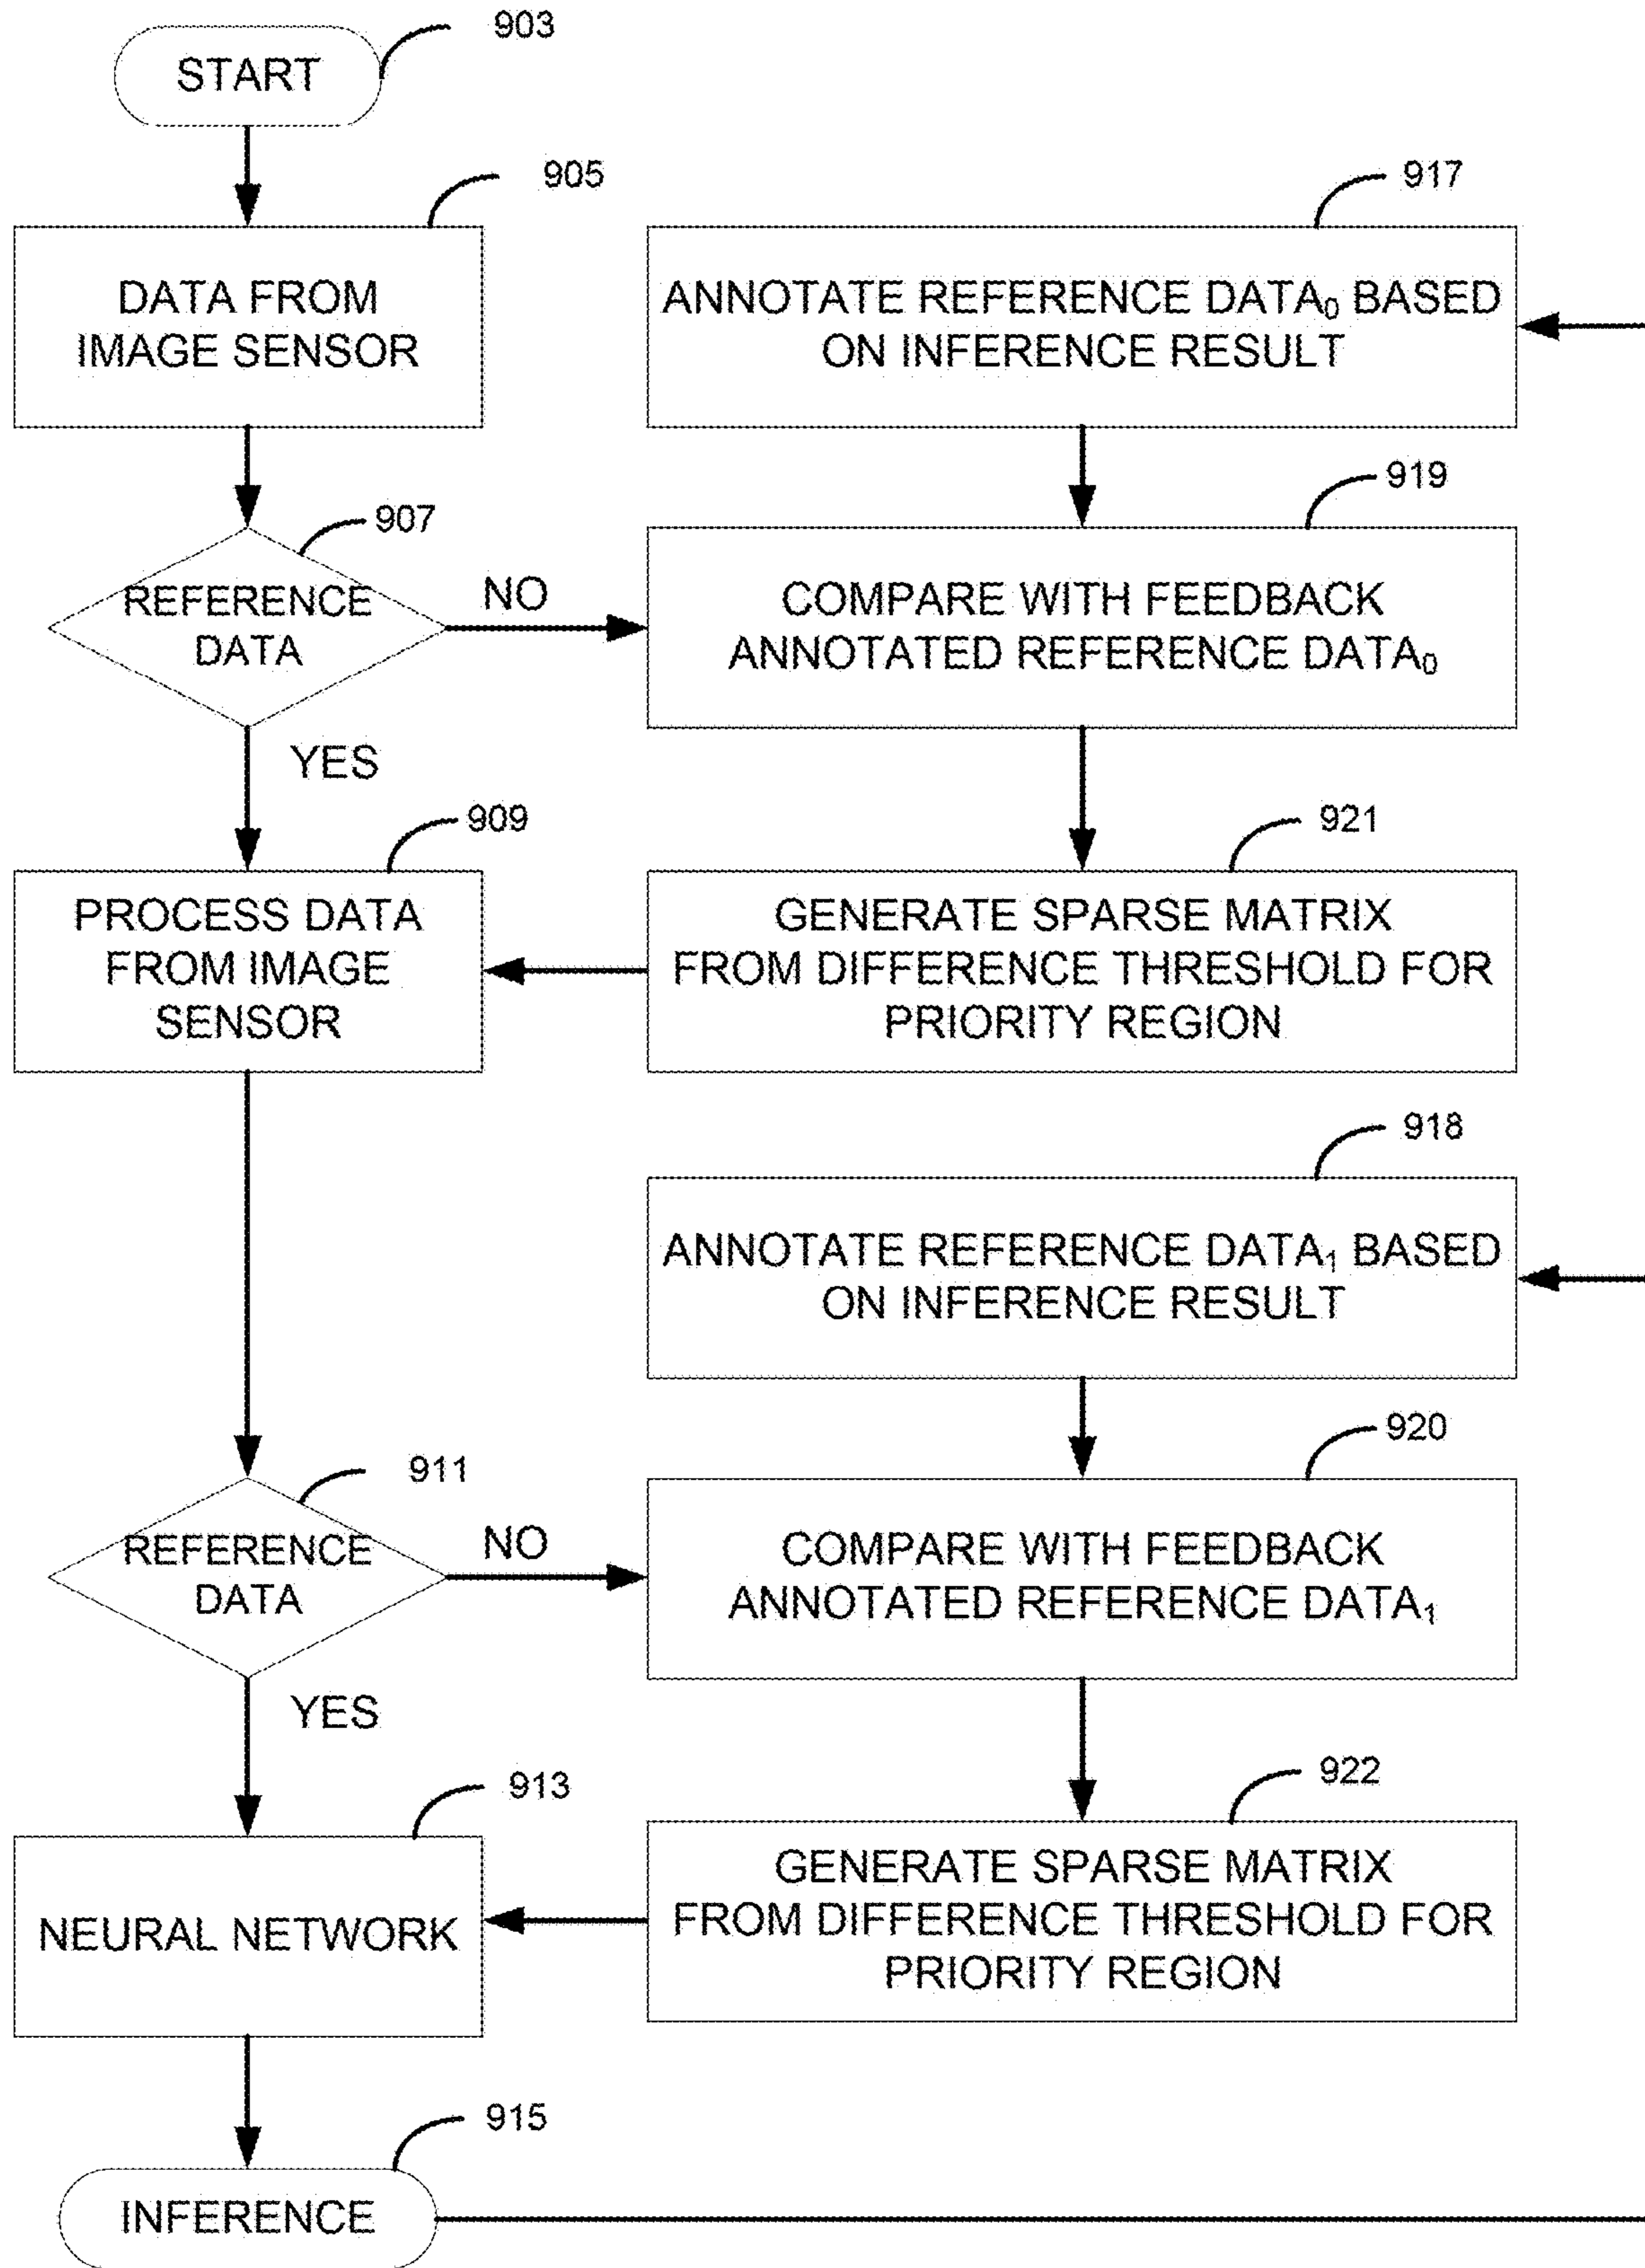 903
START
905
DATA FROM
IMAGE SENSOR
917
ANNOTATE REFERENCE DATA₀ BASED
ON INFERENCE RESULT
907
REFERENCE
DATA
NO
YES
919
COMPARE WITH FEEDBACK
ANNOTATED REFERENCE DATA₀
909
PROCESS DATA
FROM IMAGE
SENSOR
921
GENERATE SPARSE MATRIX
FROM DIFFERENCE THRESHOLD FOR
PRIORITY REGION
918
ANNOTATE REFERENCE DATA₁ BASED
ON INFERENCE RESULT
911
REFERENCE
DATA
NO
YES
920
COMPARE WITH FEEDBACK
ANNOTATED REFERENCE DATA₁
913
NEURAL NETWORK
922
GENERATE SPARSE MATRIX
FROM DIFFERENCE THRESHOLD FOR
PRIORITY REGION
915
INFERENCE